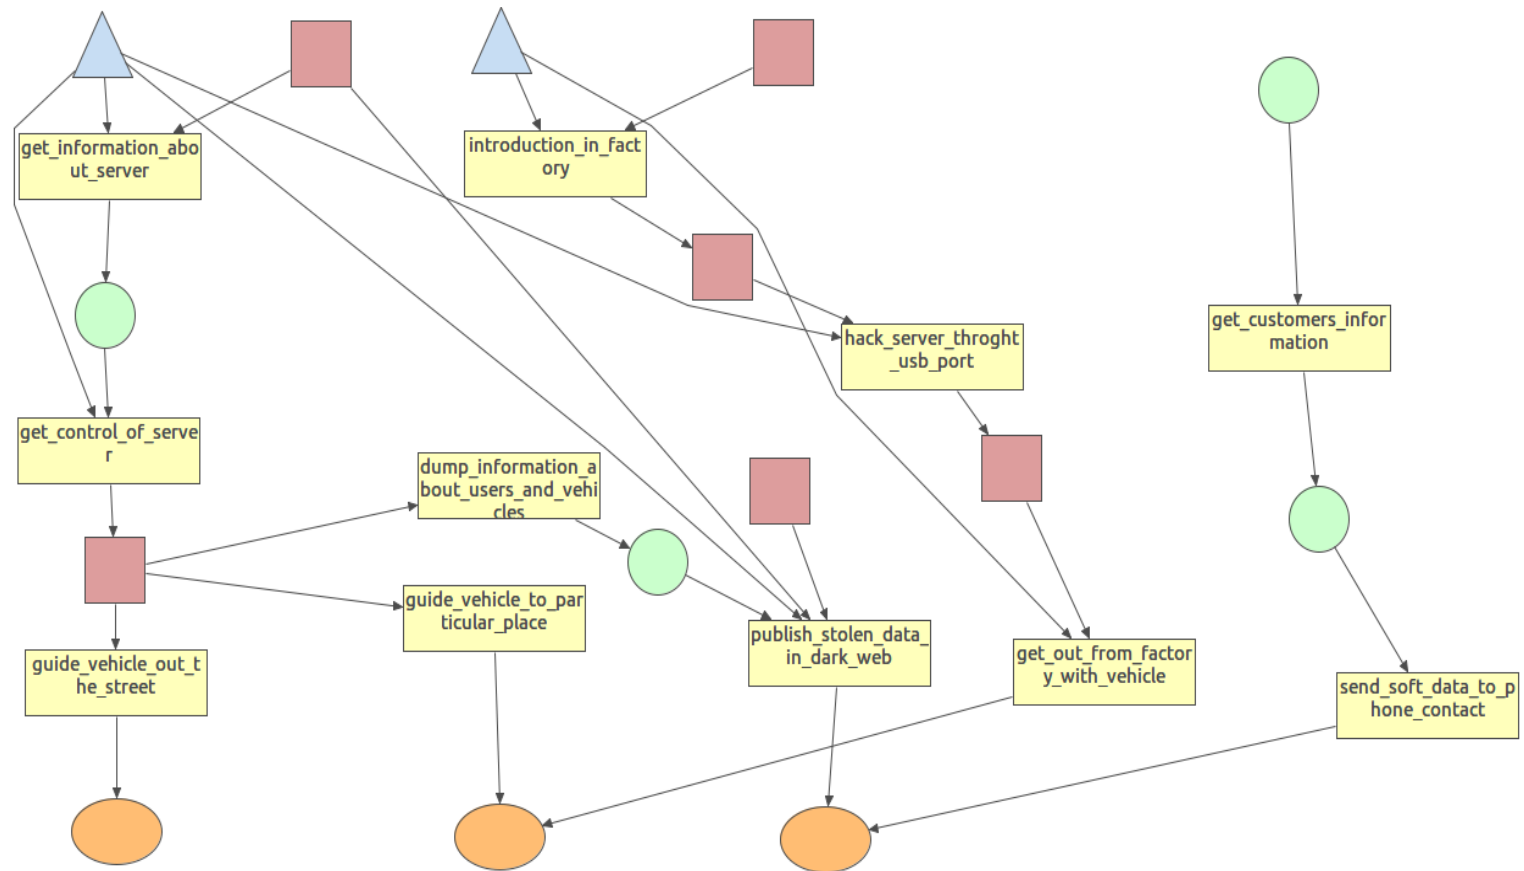 get_information_abo
ut_server
introduction_in_fact
ory
hack_server_throght
_usb_port
get_customers_infor
mation
get_control_of_serve
r
dump_information_a
bout_users_and_vehi
cles
guide_vehicle_to_par
ticular_place
publish_stolen_data_
in_dark_web
get_out_from_factor
y_with_vehicle
guide_vehicle_out_t
he_street
send_soft_data_to_p
hone_contact